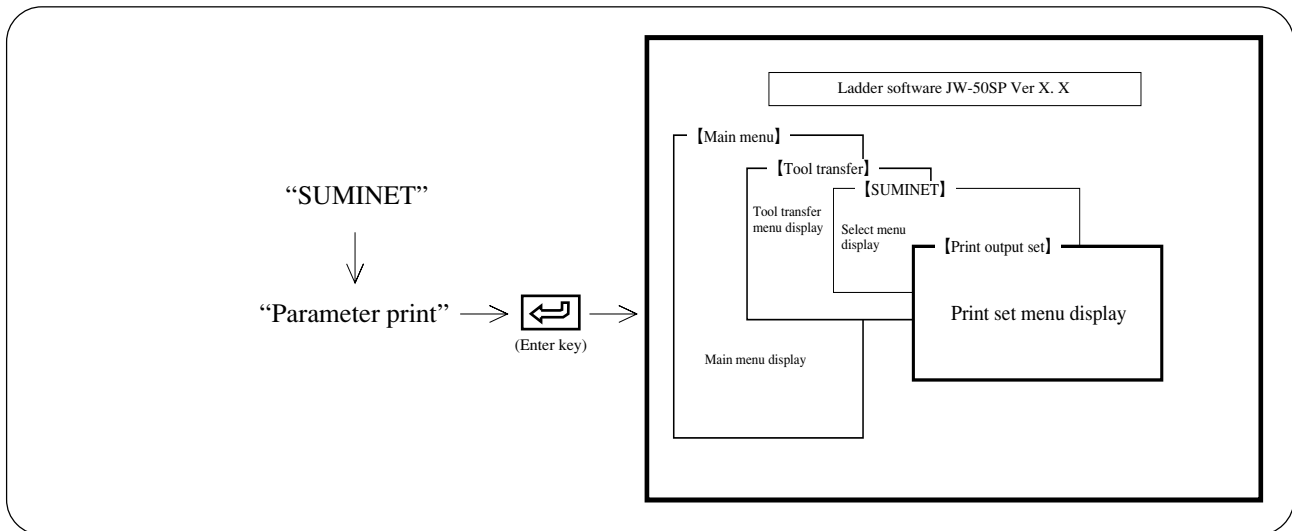 “SUMINET”
“Parameter print”
(Enter key)
Ladder software JW-50SP Ver X. X
【Main menu】
【Tool transfer】
【SUMINET】
Tool transfer
menu display
Select menu
display
【Print output set】
Print set menu display
Main menu display